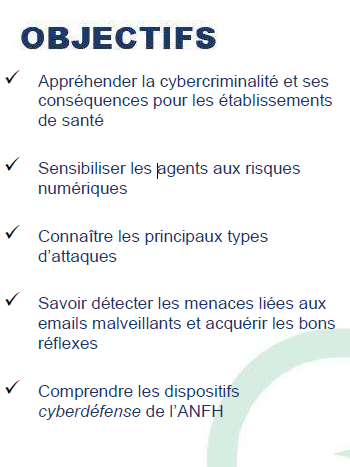 OBJECTIFS
✓ Appréhender la cybercriminalité et ses
conséquences pour les établissements
de santé
✓ Sensibiliser les agents aux risques
numériques
✓ Connaître les principaux types
d'attaques
✓ Savoir détecter les menaces liées aux
emails malveillants et acquérir les bons
réflexes
✓ Comprendre les dispositifs
cyberdéfense de l'ANFH